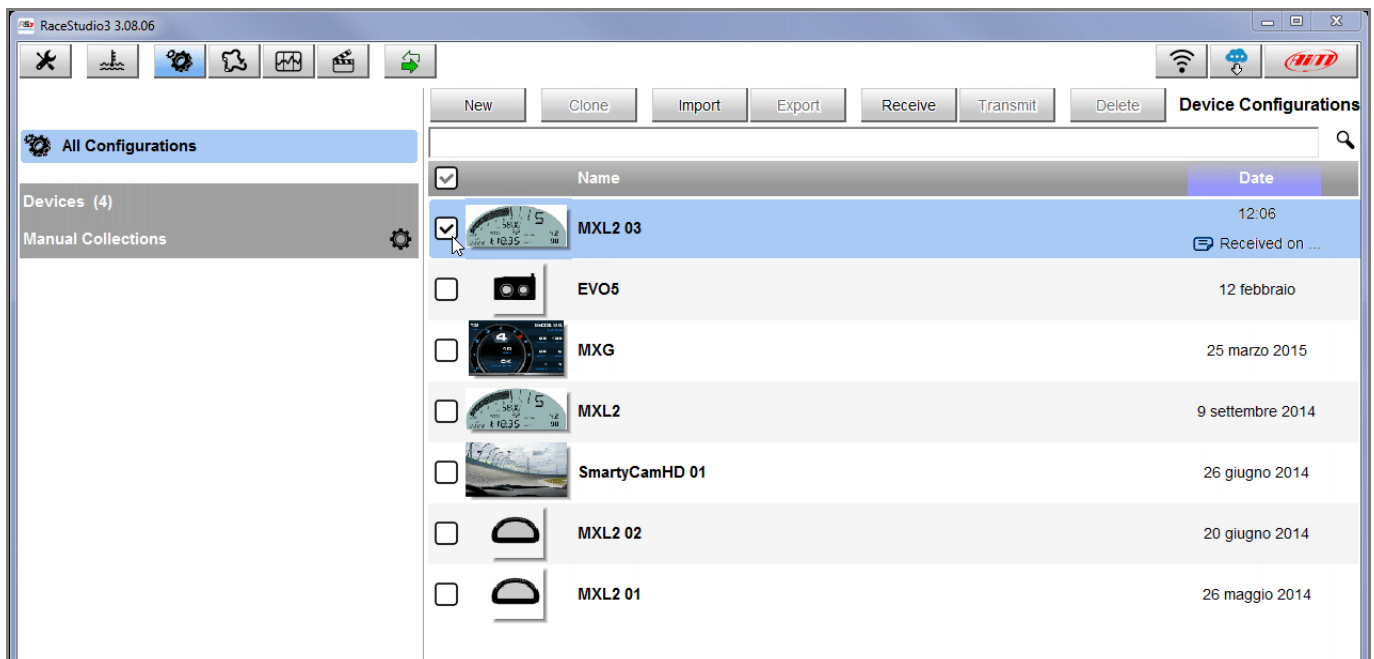 RaceStudio3 3.08.06
AiM
New Clone Import Export Receive Transmit Delete Device Configurations
All Configurations
Name Date
Devices (4)
Manual Collections
MXL2 03
12:06
Received on ...
EVO5 12 febbraio
MXG 25 marzo 2015
MXL2 9 settembre 2014
SmartyCamHD 01 26 giugno 2014
MXL2 02 20 giugno 2014
MXL2 01 26 maggio 2014